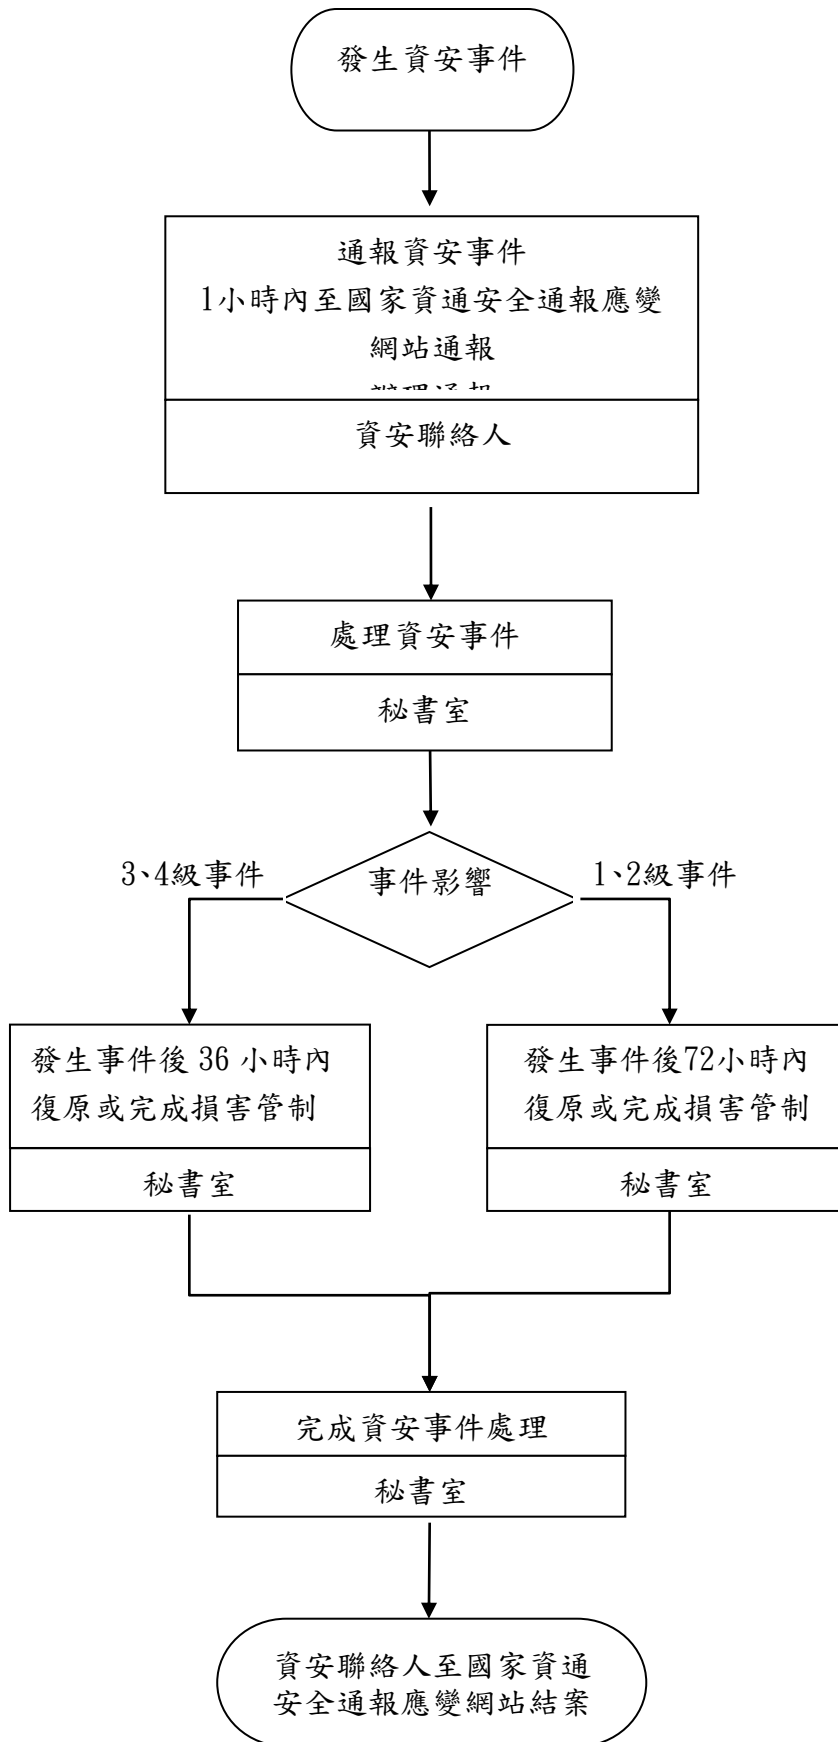 發生資安事件
通報資安事件
1小時內至國家資通安全通報應變
網站通報
資安聯絡人
處理資安事件
秘書室
3、4級事件
事件影響
1、2級事件
發生事件後 36 小時內
復原或完成損害管制
秘書室
發生事件後72小時內
復原或完成損害管制
秘書室
完成資安事件處理
秘書室
資安聯絡人至國家資通
安全通報應變網站結案